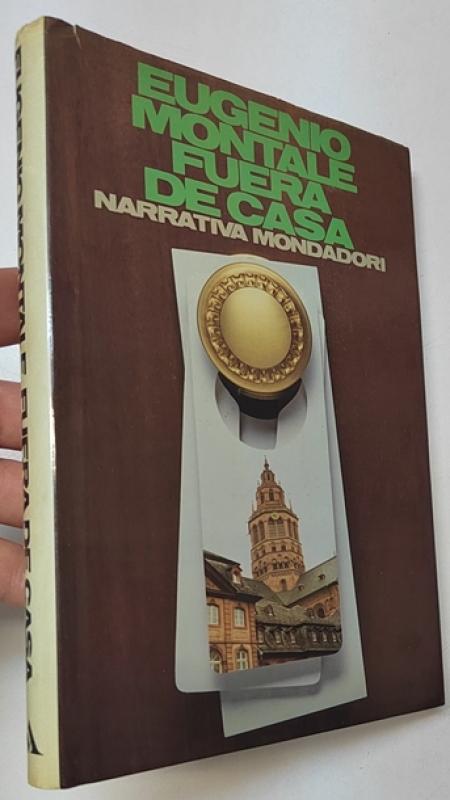 EUGENIO
MONTALE
FUERA
DE CASA
NARRATIVA MONDADORI
EUGENIO MONTALE FUERA DE CASA